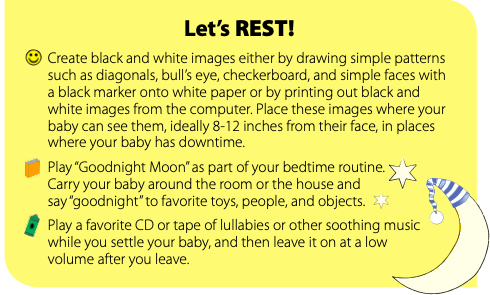 Let's REST!
Create black and white images either by drawing simple patterns
such as diagonals, bull's eye, checkerboard, and simple faces with
a black marker onto white paper or by printing out black and
white images from the computer. Place these images where your
baby can see them, ideally 8-12 inches from their face, in places
where your baby has downtime.
Play “Goodnight Moon” as part of your bedtime routine.
Carry your baby around the room or the house and
say “goodnight” to favorite toys, people, and objects.
Play a favorite CD or tape of lullabies or other soothing music
while you settle your baby, and then leave it on at a low
volume after you leave.